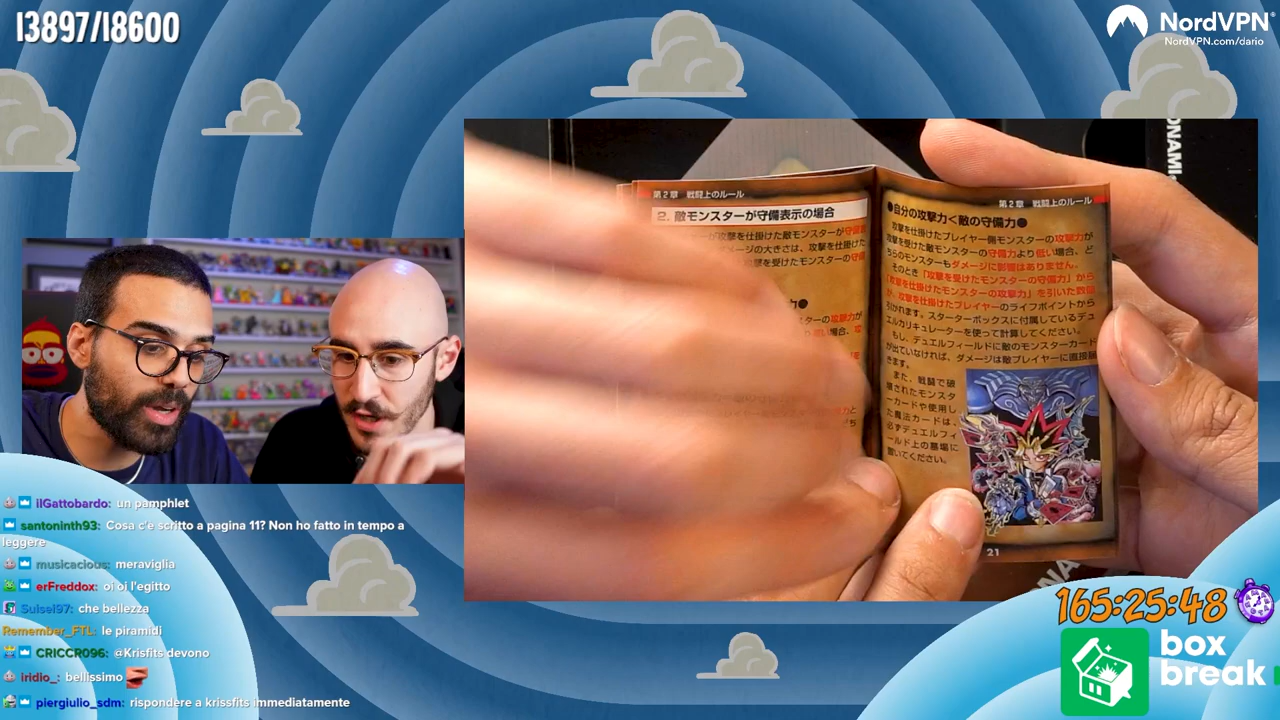 13897/18600
NordVPN®
NordVPN.com/dario
KONAMI
第2章 戦闘上のルール
2. 敵モンスターが守備表示の場合
第2章 戦闘上のルール
●自分の攻撃力<敵の守備力●
攻撃を仕掛けたプレイヤー側モンスターの攻撃力が
攻撃を受けた敵モンスターの守備力より低い場合、ど
ちらのモンスターもダメージに影響はありません。
そのとき「攻撃を受けたモンスターの守備力」から
「攻撃を仕掛けたモンスターの攻撃力」を引いた数値
が、攻撃を仕掛けたプレイヤーのライフポイントから
引かれます。スターターボックスに付属しているデュ
エルカリキュレーターを使って計算してください。
もし、デュエルフィールドに敵のモンスターカード
が出ていなければ、ダメージは敵プレイヤーに直接届
きます。
また、戦闘で破
壊されたモンスタ
ーカードや使用し
た魔法カードは、
必ずデュエルフィ
ールド上の墓場に
置いてください。
21
ilGattobardo: un pamphlet
santoninth93: Cosa c'è scritto a pagina 11? Non ho fatto in tempo a
leggere
musicacious: meraviglia
erFreddox: oi oi l'egitto
Suisei97: che bellezza
Remember_FTL: le piramidi
CRICCR096: @Krisfits devono
iridio_: bellissimo
piergiulio_sdm: rispondere a krissfits immediatamente
165:25:48
box
break